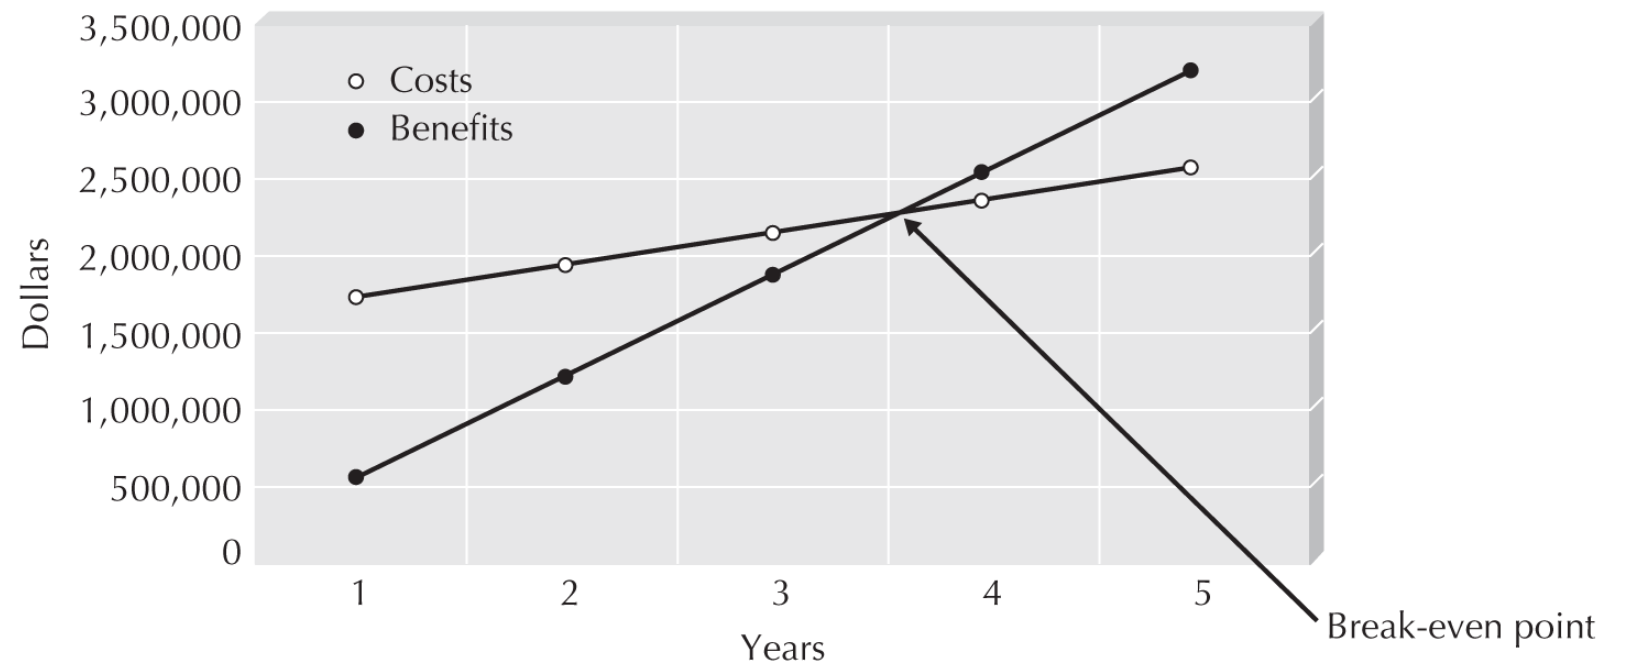 3,500,000
3,000,000
2,500,000
2,000,000
1,500,000
1,000,000
500,000
0
Dollars
Costs
Benefits
1 2 3 4 5
Years
Break-even point